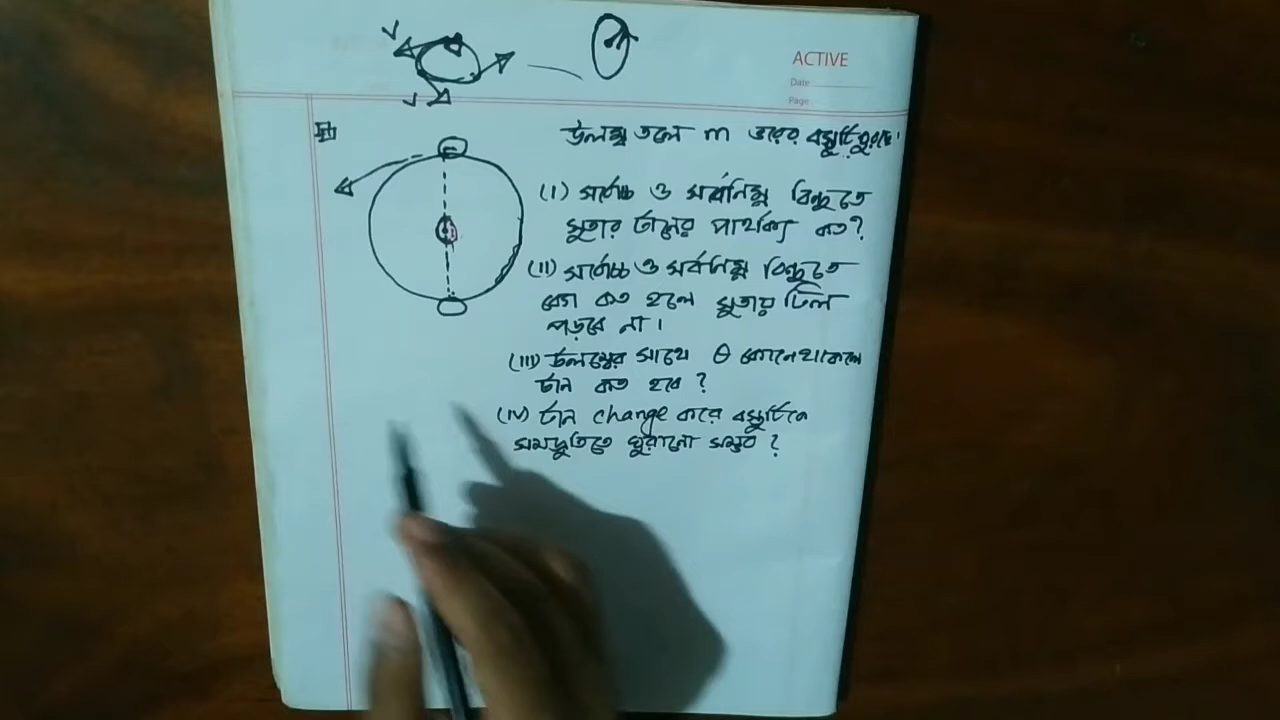 ACTIVE
Date
Page
v
v
উলম্ব তলে m ভরের বস্তুটি ঘুরছে।
(I) সর্বোচ্চ ও সর্বনিম্ন বিন্দুতে
সুতার টানের পার্থক্য কত?
(II) সর্বোচ্চ ও সর্বনিম্ন বিন্দুতে
বেগ কত হলে সুতায় ঢিল
পড়বে না।
(III) উলম্বের সাথে θ কোনে থাকলে
টান কত হবে ?
(IV) টান change করে বস্তুটিকে
সমদ্রুতিতে ঘুরানো সম্ভব ?